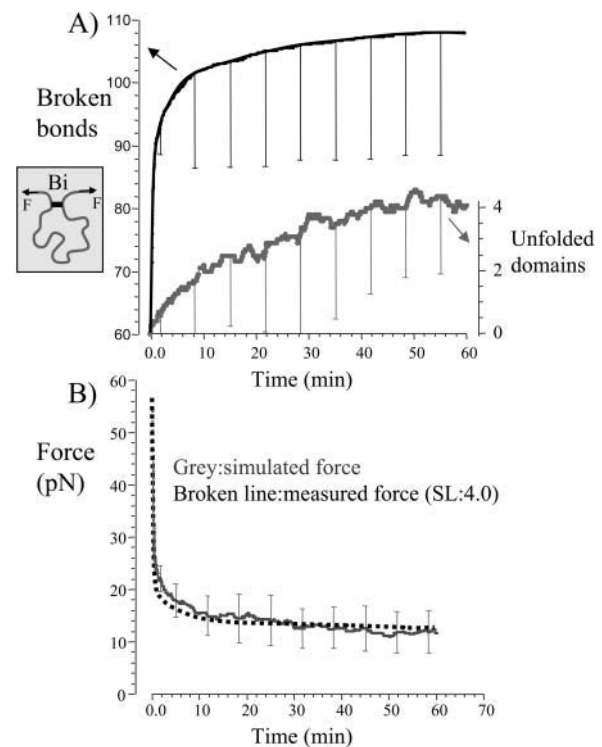 A)
110
100
Broken
bonds
90
Bi
F F
80
4
Unfolded
domains
70
2
60
0
0.0 10 20 30 40 50 60
Time (min)
B)
60
50
Force
(pN)
Grey:simulated force
Broken line:measured force (SL:4.0)
40
30
20
10
0
0.0 10 20 30 40 50 60 70
Time (min)